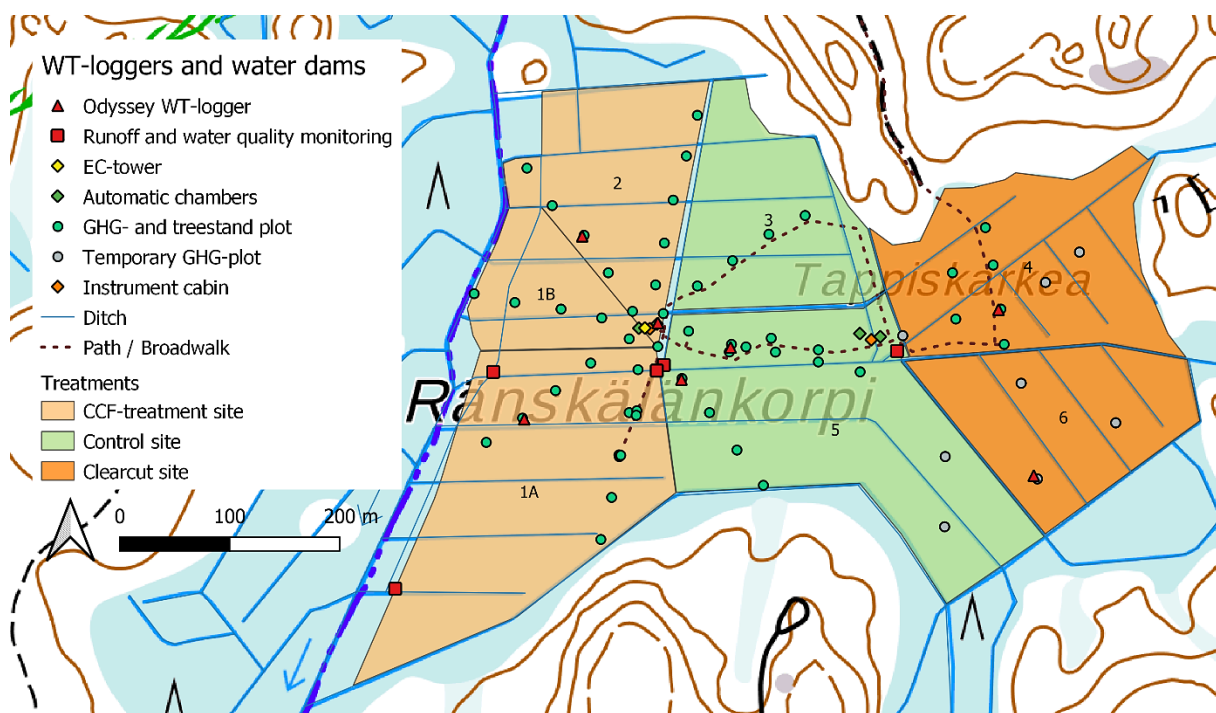 WT-loggers and water dams
Odyssey WT-logger
Runoff and water quality monitoring
EC-tower
Automatic chambers
GHG- and treestand plot
Temporary GHG-plot
Instrument cabin
Ditch
Path / Broadwalk
Treatments
CCF-treatment site
Control site
Clearcut site
0 100 200 m
2
3
4
Tappiskarkea
1B
Ränskälänkorpi
5
6
1A